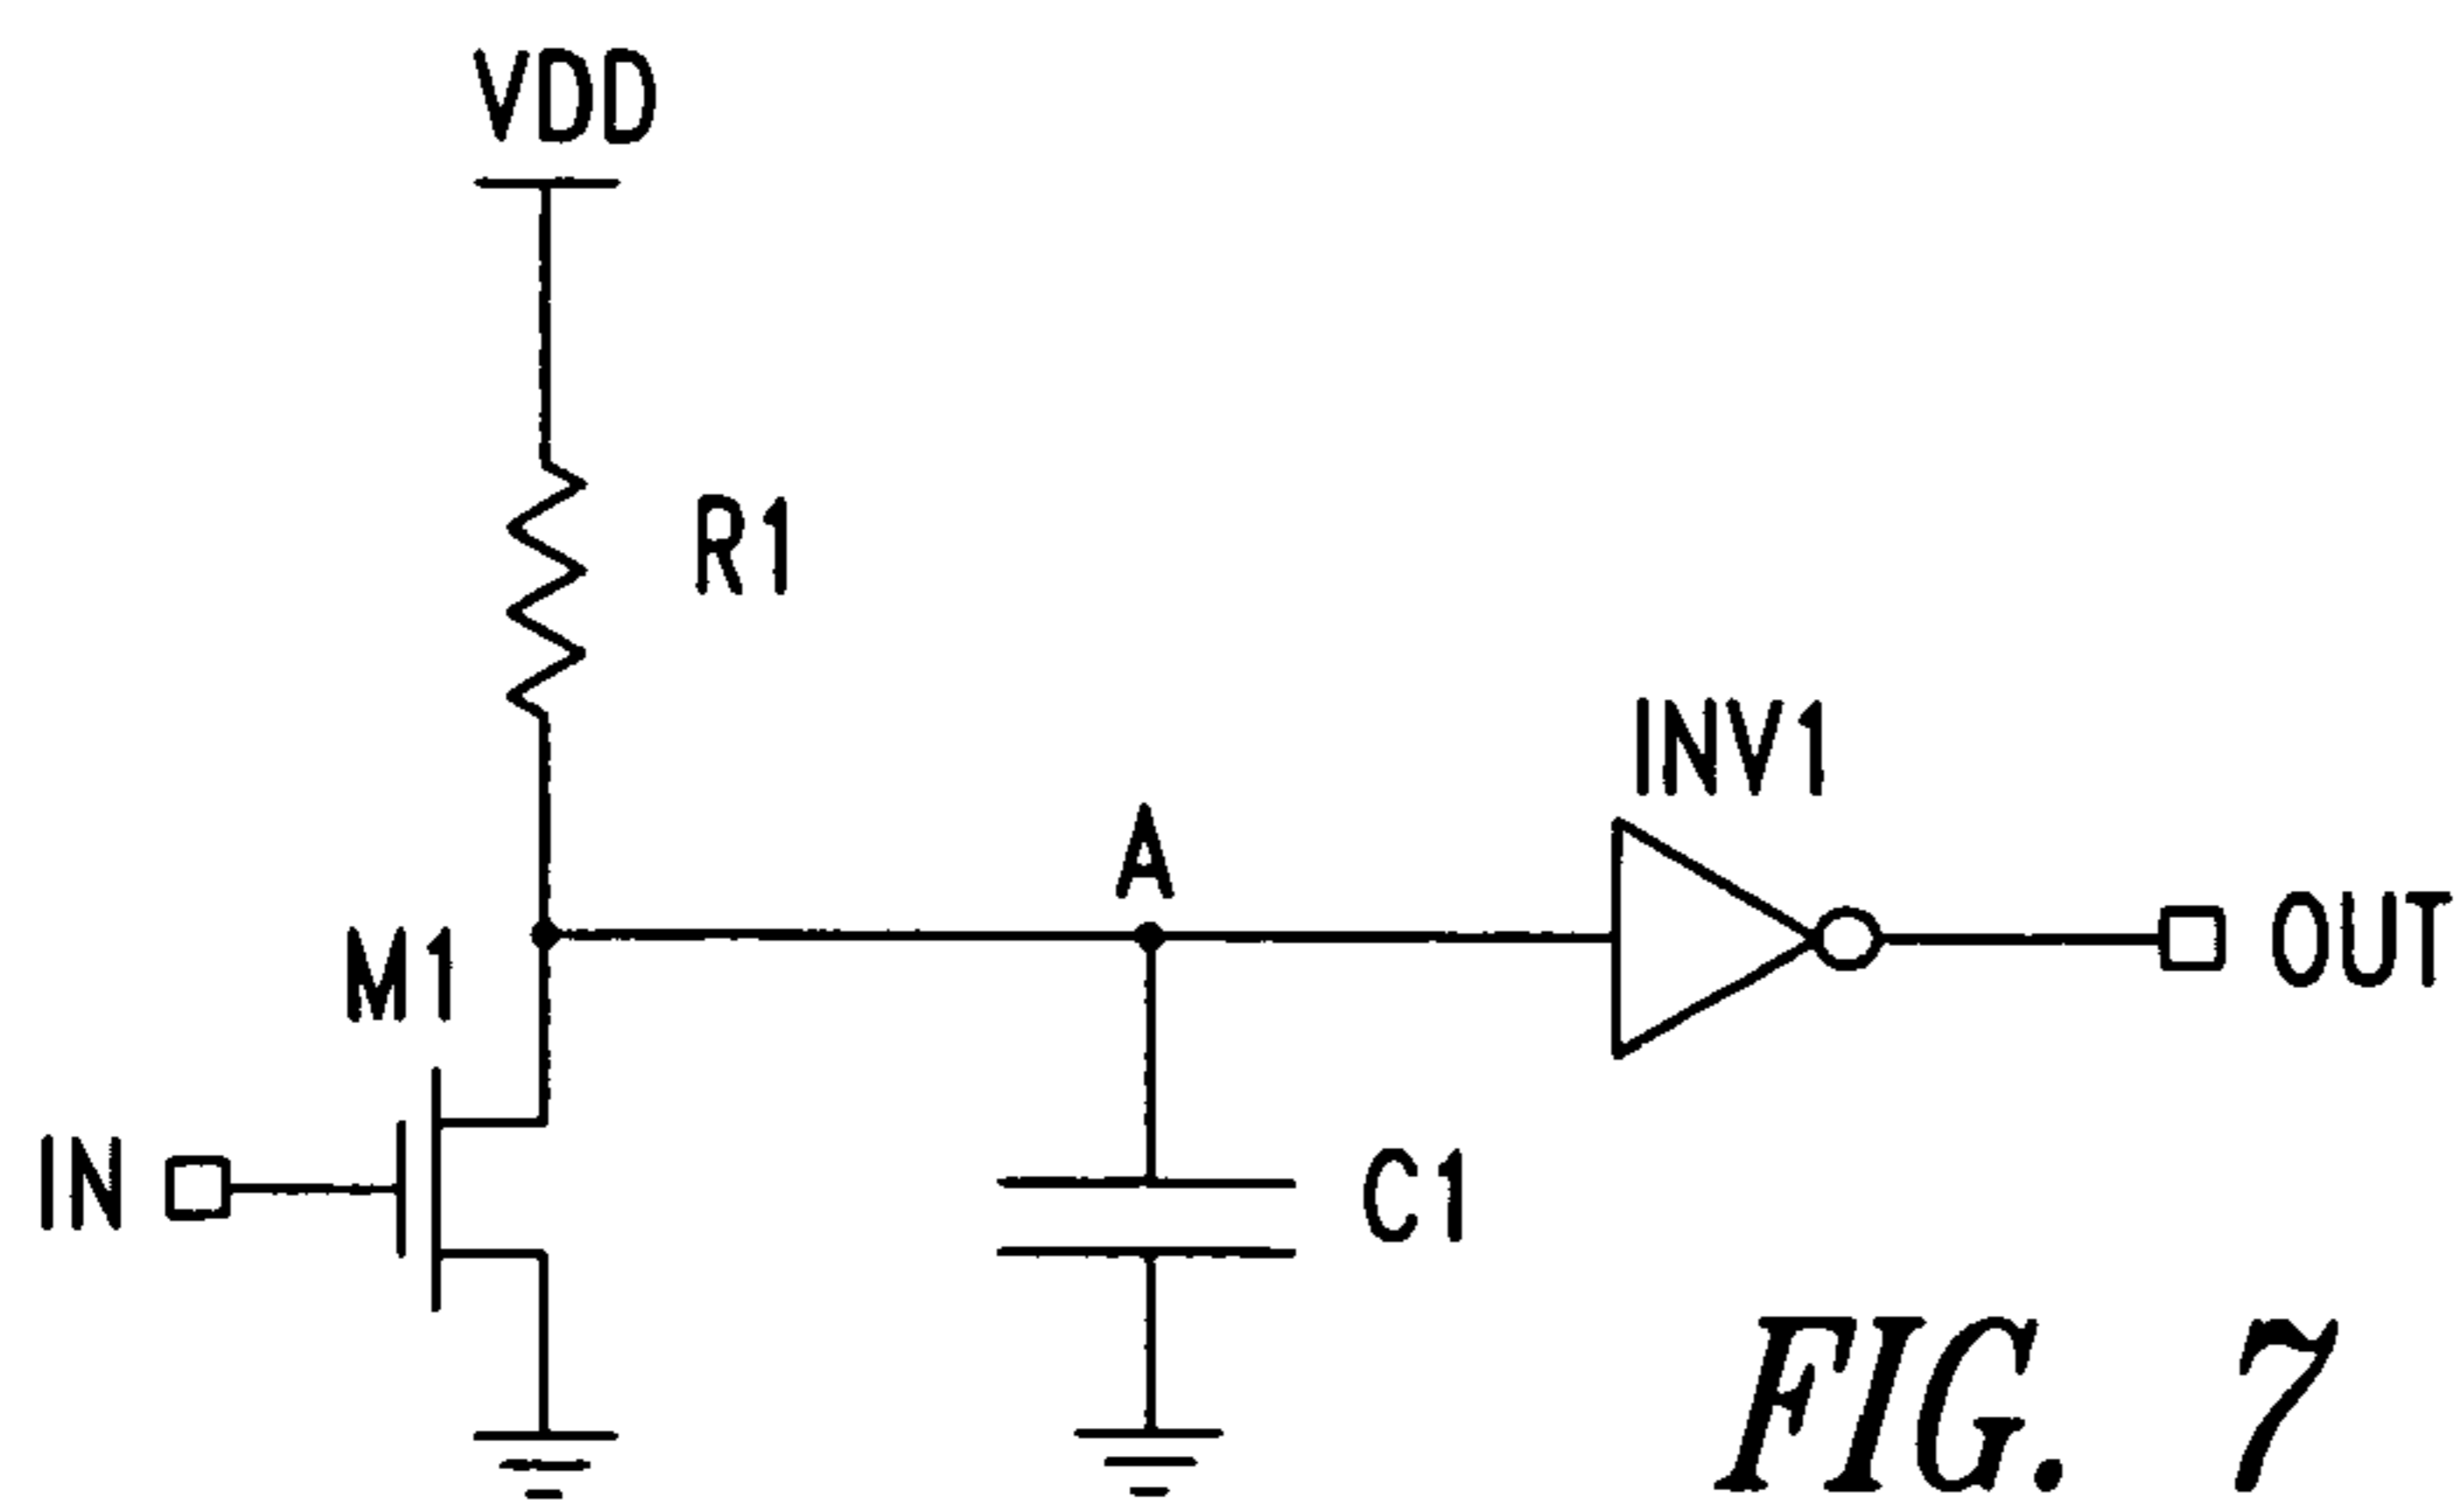 VDD
R1
INV1
A
M1
OUT
IN
C1
FIG. 7